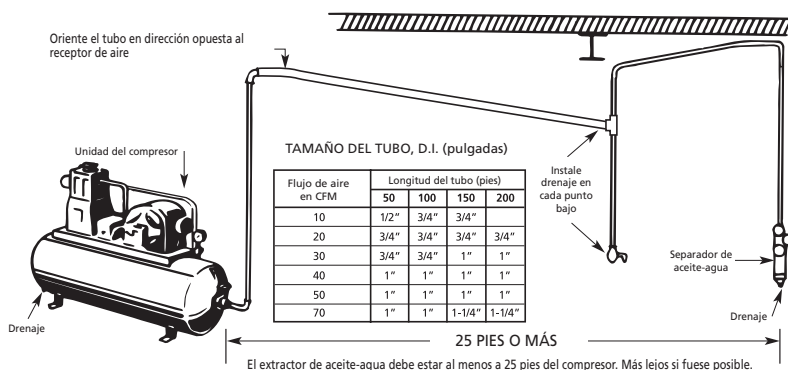 Oriente el tubo en dirección opuesta al
receptor de aire
Unidad del compresor
TAMAÑO DEL TUBO, D.I. (pulgadas)
Flujo de aire
en CFM
Longitud del tubo (pies)
50 100 150 200
10 1/2" 3/4" 3/4"
20 3/4" 3/4" 3/4" 3/4"
30 3/4" 3/4" 1" 1"
40 1" 1" 1" 1"
50 1" 1" 1" 1"
70 1" 1" 1-1/4" 1-1/4"
Instale
drenaje en
cada punto
bajo
Separador de
aceite-agua
Drenaje
Drenaje
25 PIES O MÁS
El extractor de aceite-agua debe estar al menos a 25 pies del compresor. Más lejos si fuese posible.